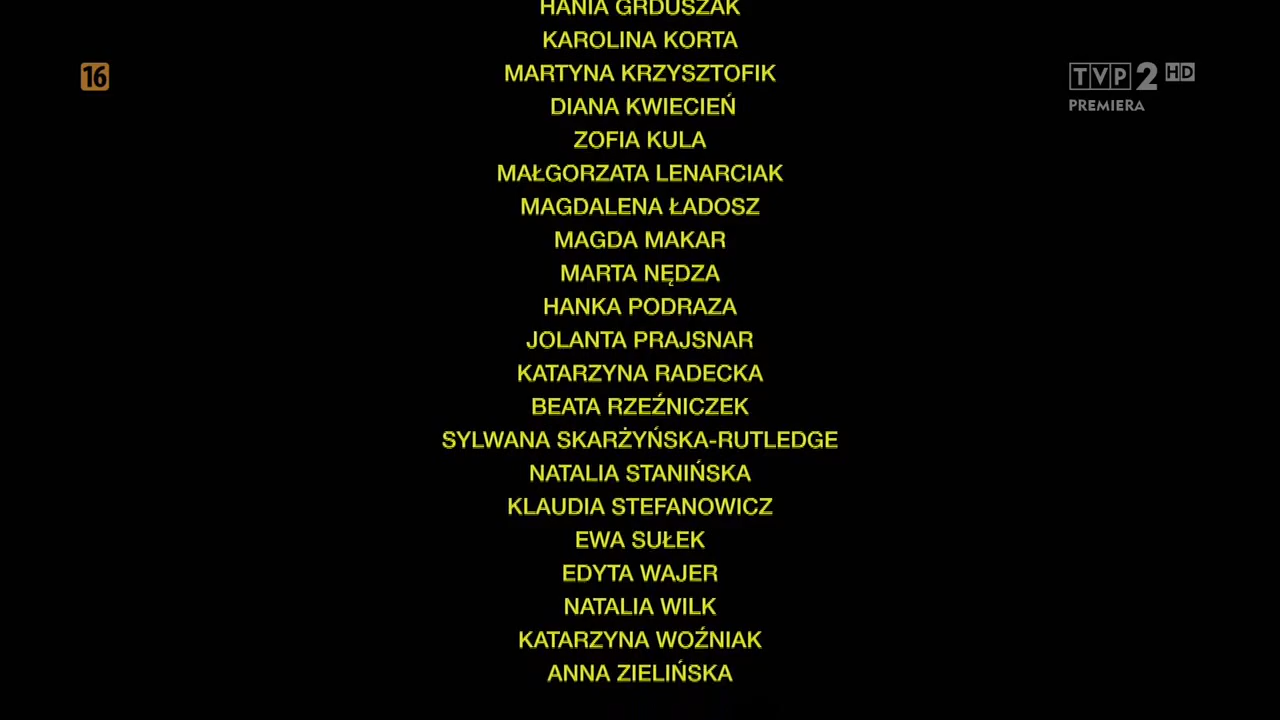 HANIA GRDUSZAK
KAROLINA KORTA
16
MARTYNA KRZYSZTOFIK
TVP 2 HD
PREMIERA
DIANA KWIECIEŃ
ZOFIA KULA
MAŁGORZATA LENARCIAK
MAGDALENA ŁADOSZ
MAGDA MAKAR
MARTA NĘDZA
HANKA PODRAZA
JOLANTA PRAJSNAR
KATARZYNA RADECKA
BEATA RZEŹNICZEK
SYLWANA SKARŻYŃSKA-RUTLEDGE
NATALIA STANIŃSKA
KLAUDIA STEFANOWICZ
EWA SUŁEK
EDYTA WAJER
NATALIA WILK
KATARZYNA WOŹNIAK
ANNA ZIELIŃSKA